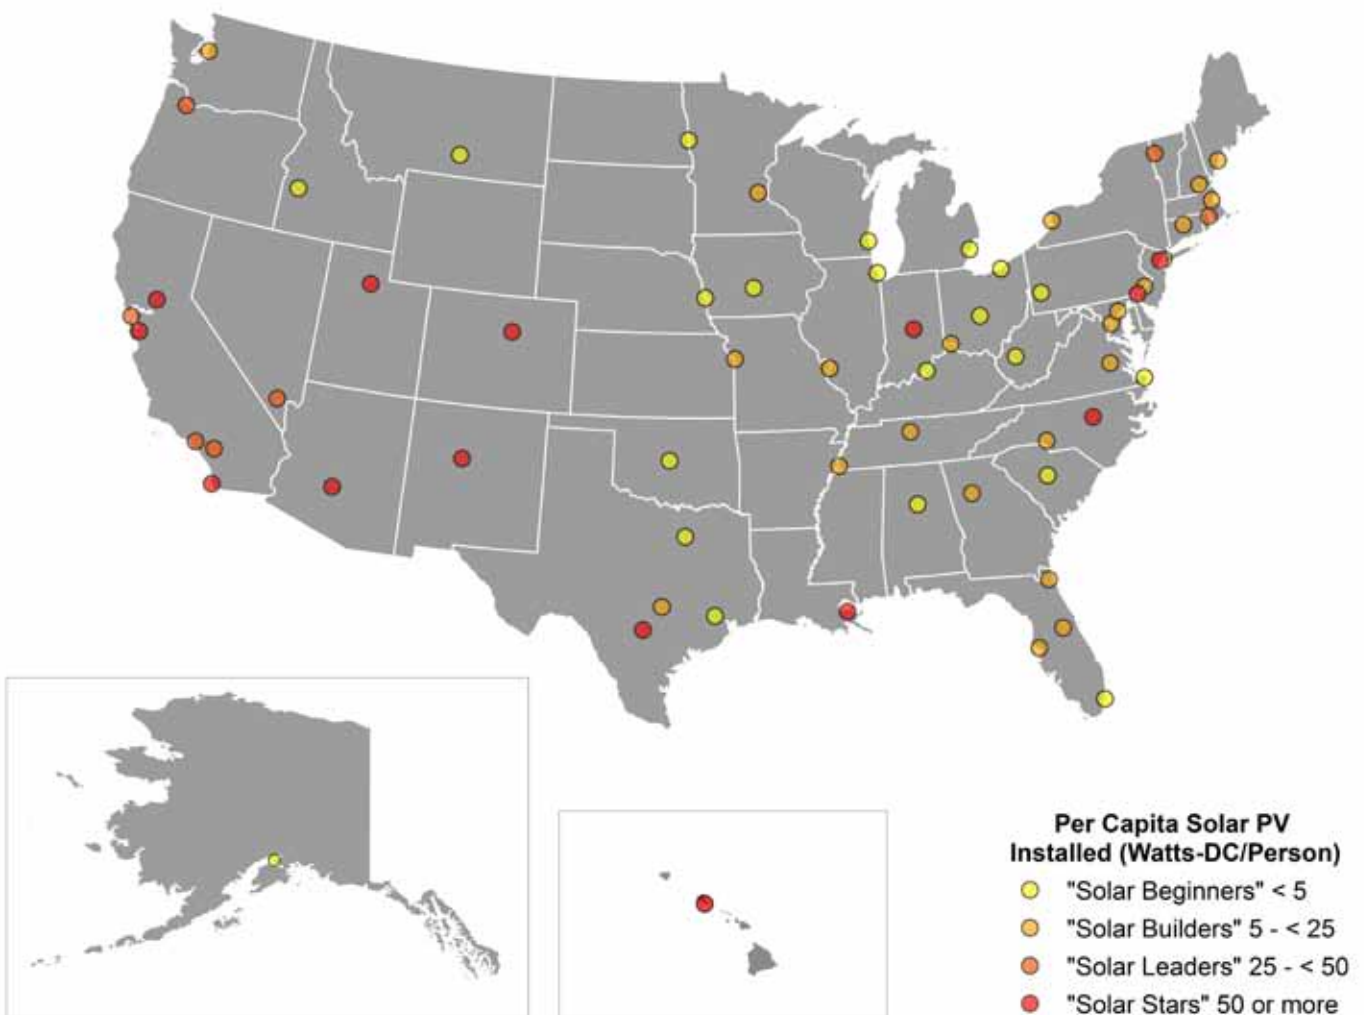 Per Capita Solar PV
Installed (Watts-DC/Person)
"Solar Beginners" < 5
"Solar Builders" 5 - < 25
"Solar Leaders" 25 - < 50
"Solar Stars" 50 or more